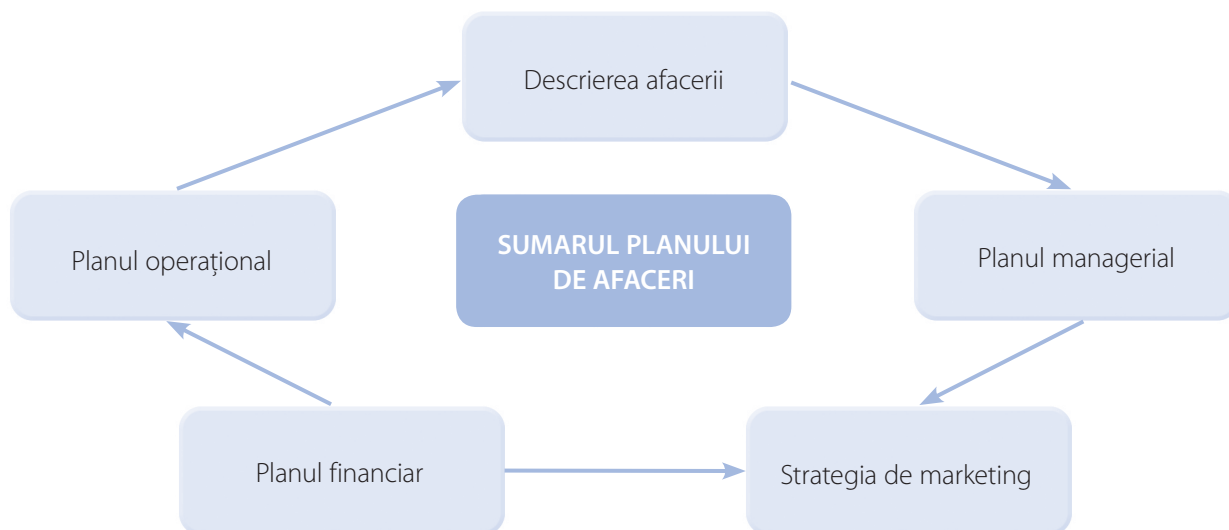 Descrierea afacerii
Planul operațional
SUMARUL PLANULUI
DE AFACERI
Planul managerial
Planul financiar
Strategia de marketing